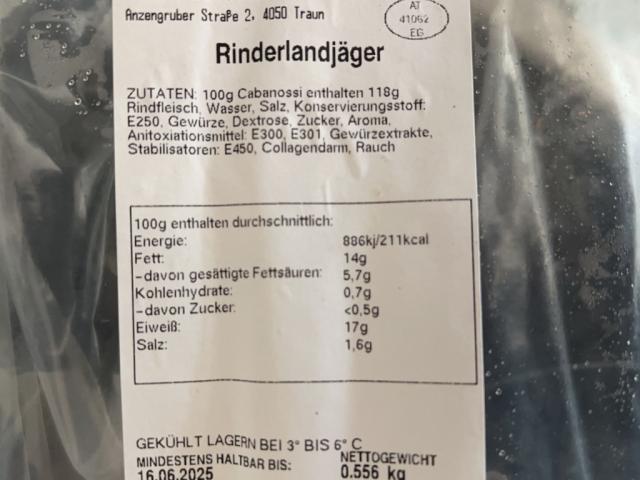 Anzengruber Straße 2, 4050 Traun
AT
41062
EG
Rinderlandjäger
ZUTATEN: 100g Cabanossi enthalten 118g
Rindfleisch, Wasser, Salz, Konservierungsstoff:
E250, Gewürze, Dextrose, Zucker, Aroma,
Anitoxiationsmittel: E300, E301, Gewürzextrakte,
Stabilisatoren: E450, Collagendarm, Rauch
100g enthalten durchschnittlich:
Energie: 886kj/211kcal
Fett: 14g
-davon gesättigte Fettsäuren: 5,7g
Kohlenhydrate: 0,7g
-davon Zucker: <0,5g
Eiweiß: 17g
Salz: 1,6g
GEKÜHLT LAGERN BEI 3° BIS 6° C
MINDESTENS HALTBAR BIS: NETTOGEWICHT
16.06.2025 0.556 kg